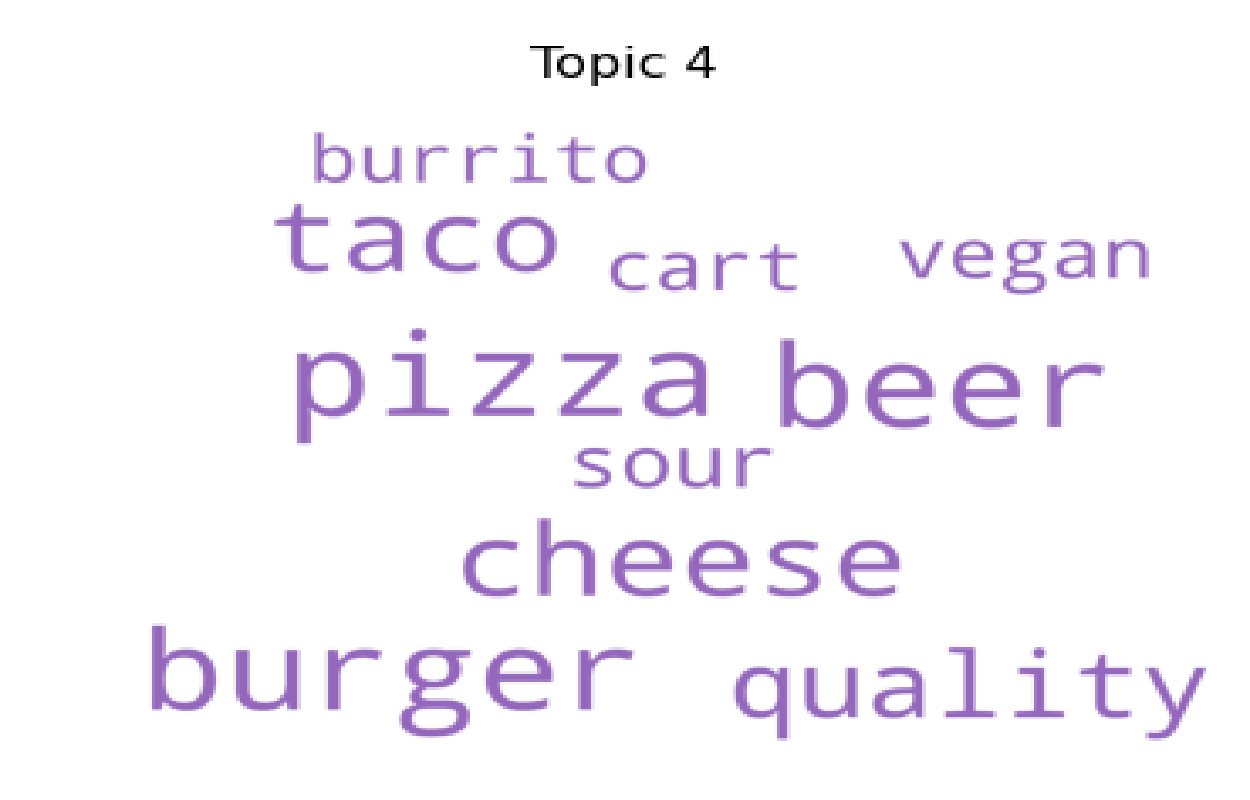 Topic 4
burrito
taco cart vegan
pizza beer
sour
cheese
burger quality